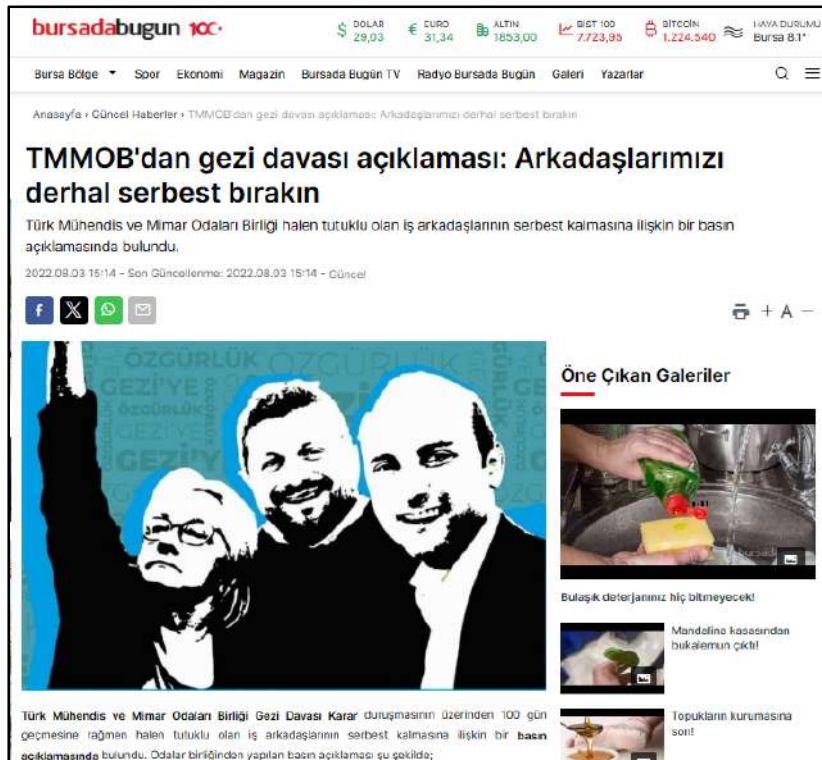 bursadabugun 100
DOLAR
29,03
EURO
31,34
ALTIN
1853,00
BİST 100
7.723,95
BİTCOİN
1.224.540
HAVA DURUMU
Bursa 8.1°
Bursa Bölge Spor Ekonomi Magazin Bursada Bugün TV Radyo Bursada Bugün Galeri Yazarlar
Anasayfa › Güncel Haberler › TMMOB'dan gezi davası açıklaması: Arkadaşlarımızı derhal serbest bırakın
TMMOB'dan gezi davası açıklaması: Arkadaşlarımızı
derhal serbest bırakın
Türk Mühendis ve Mimar Odaları Birliği halen tutuklu olan iş arkadaşlarının serbest kalmasına ilişkin bir basın
açıklamasında bulundu.
2022.08.03 15:14 - Son Güncellenme: 2022.08.03 15:14 - Güncel
+ A −
ÖZGÜRLÜK ÖZGÜRLÜK
GEZİ'YE
ÖZGÜRLÜK
GEZİ'YE
Öne Çıkan Galeriler
Bulaşık deterjanınız hiç bitmeyecek!
Mandalina kasasından
bukalemun çıktı!
Topukların kurumasına
son!
Türk Mühendis ve Mimar Odaları Birliği Gezi Davası Karar duruşmasının üzerinden 100 gün
geçmesine rağmen halen tutuklu olan iş arkadaşlarının serbest kalmasına ilişkin bir basın
açıklamasında bulundu. Odalar birliğinden yapılan basın açıklaması şu şekilde;